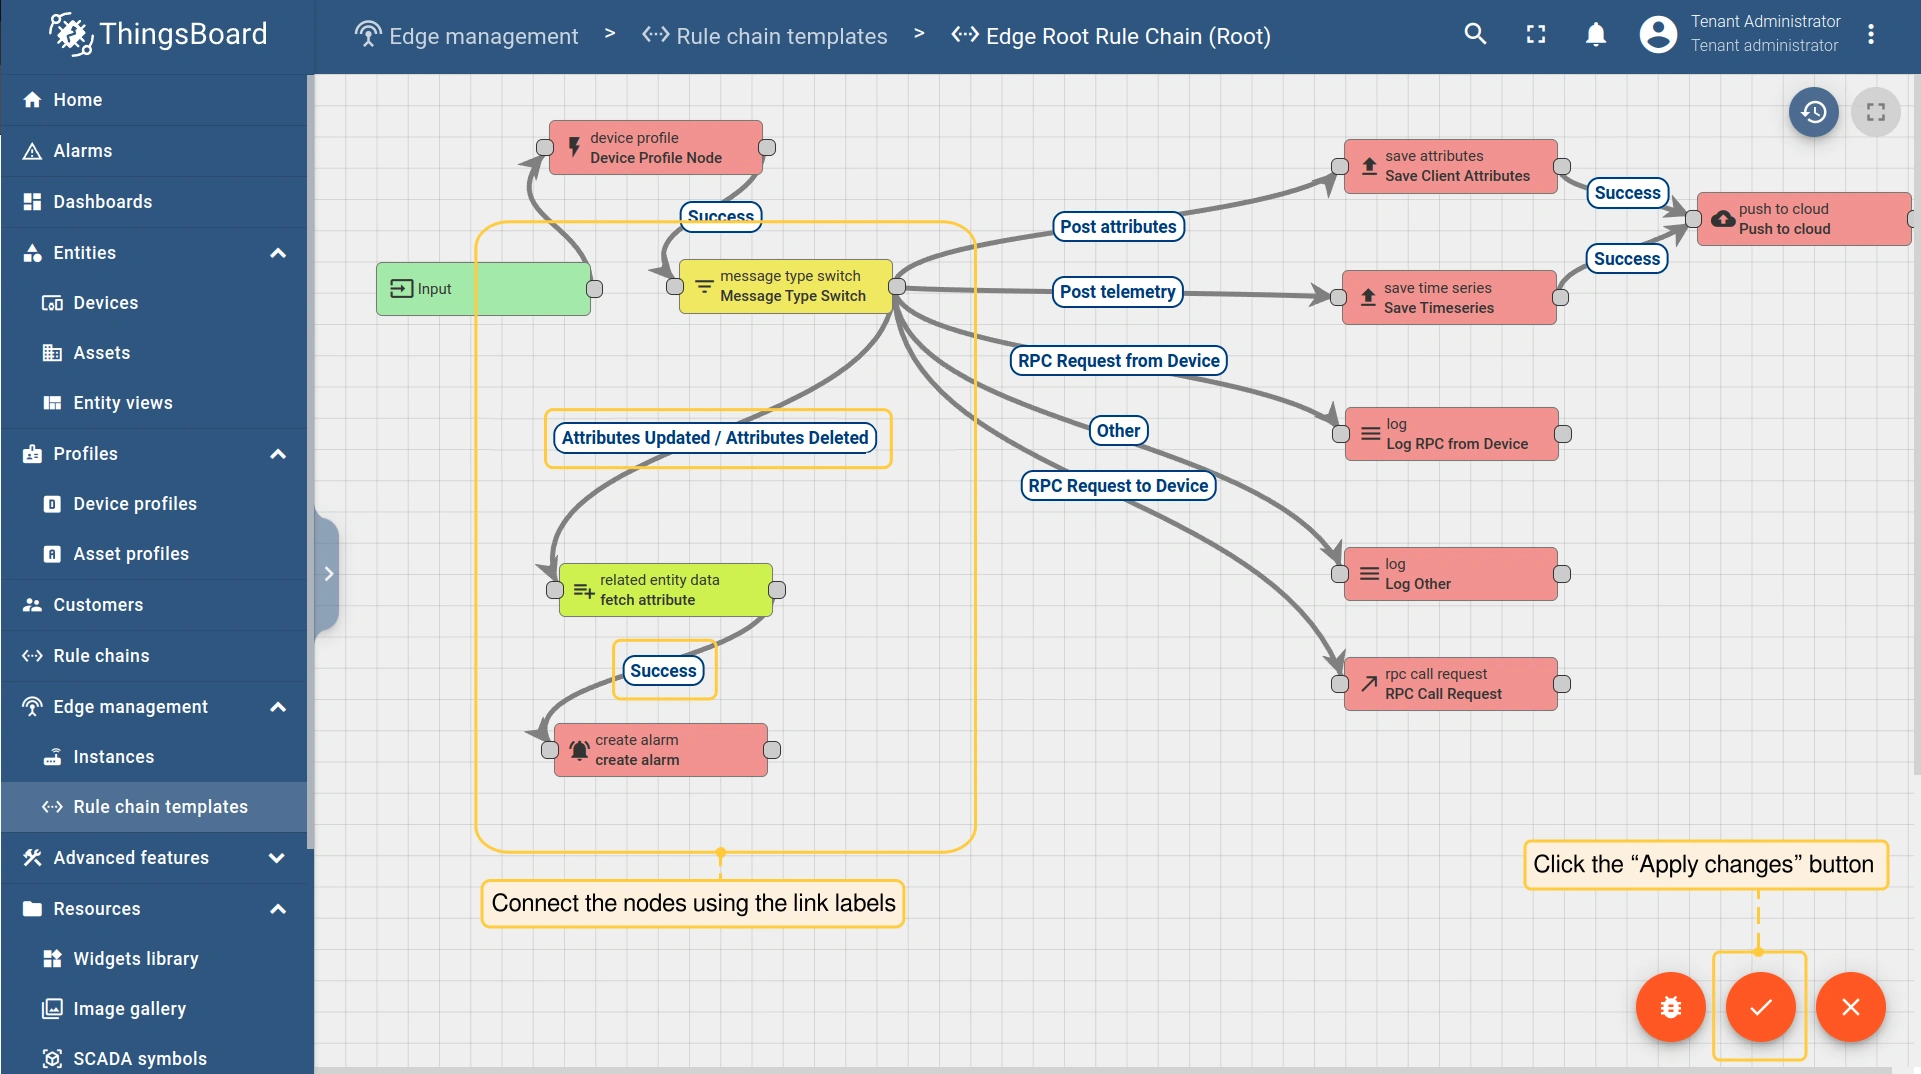 ThingsBoard
Edge management > Rule chain templates > Edge Root Rule Chain (Root)
Tenant Administrator
Tenant administrator
Home
Alarms
Dashboards
Entities
Devices
Assets
Entity views
Profiles
Device profiles
Asset profiles
Customers
Rule chains
Edge management
Instances
Rule chain templates
Advanced features
Resources
Widgets library
Image gallery
SCADA symbols
device profile
Device Profile Node
Success
Input
message type switch
Message Type Switch
Post attributes
Post telemetry
RPC Request from Device
Other
RPC Request to Device
Attributes Updated / Attributes Deleted
related entity data
fetch attribute
Success
create alarm
create alarm
save attributes
Save Client Attributes
Success
push to cloud
Push to cloud
Success
save time series
Save Timeseries
log
Log RPC from Device
log
Log Other
rpc call request
RPC Call Request
Connect the nodes using the link labels
Click the “Apply changes” button